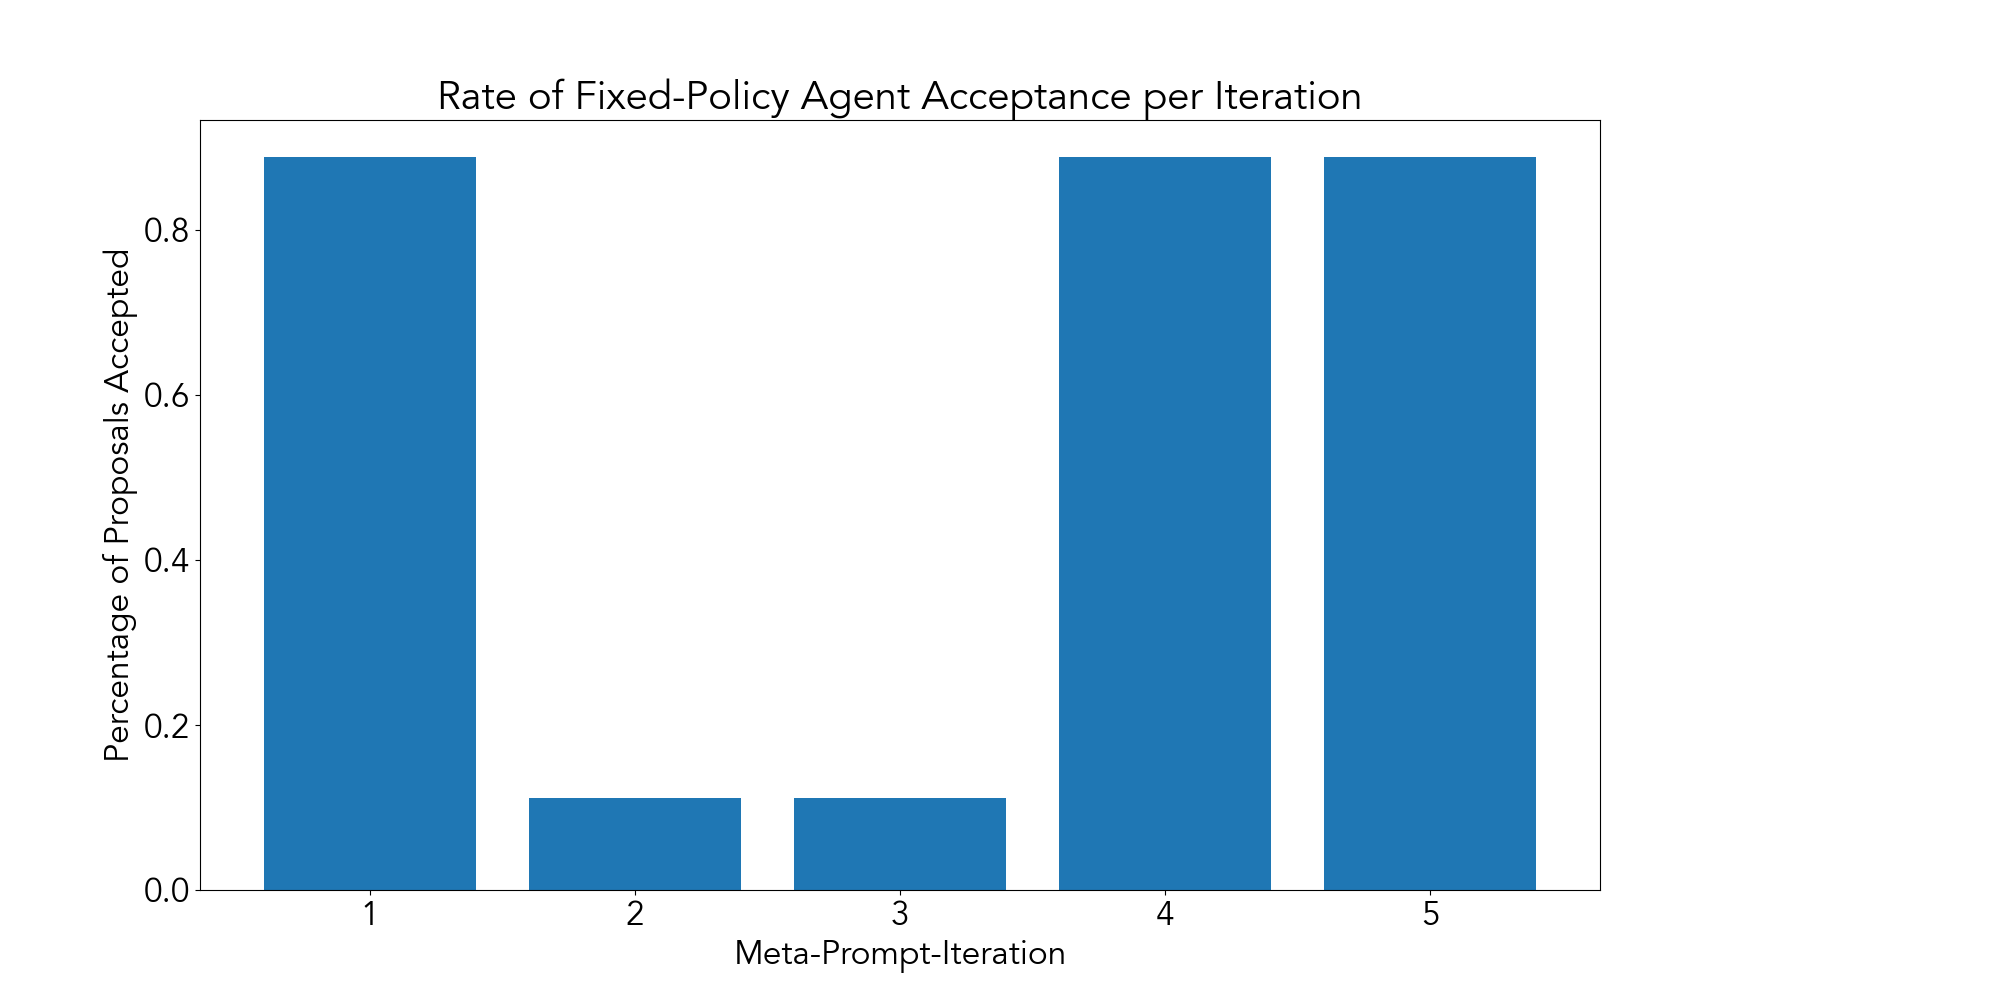 Rate of Fixed-Policy Agent Acceptance per Iteration
Percentage of Proposals Accepted
0.8
0.6
0.4
0.2
0.0
1 2 3 4 5
Meta-Prompt-Iteration